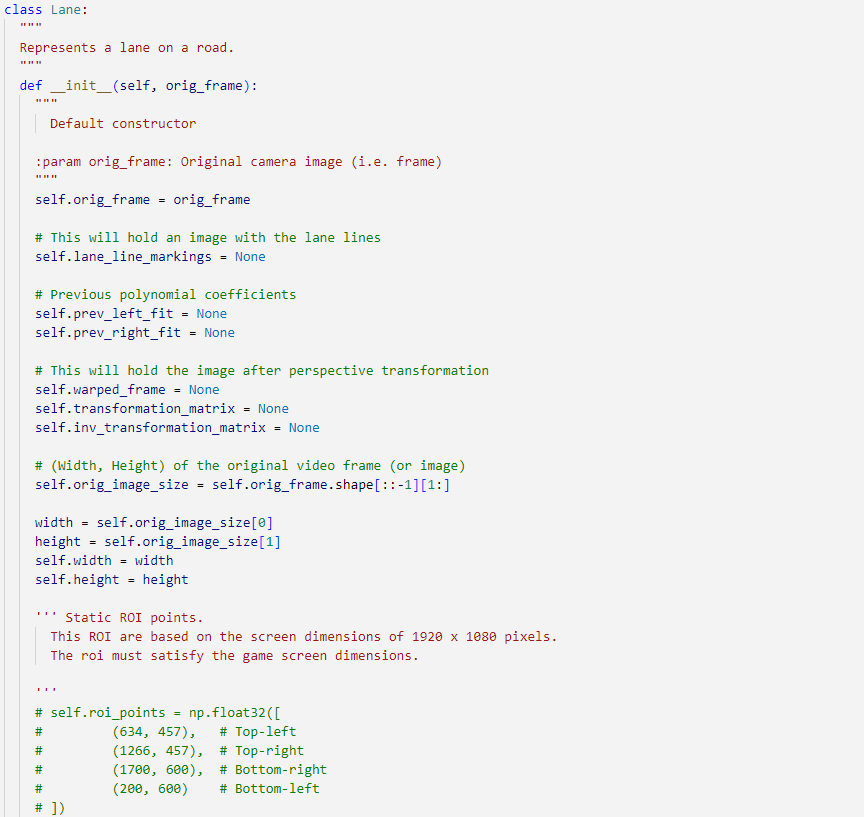 class Lane:
"""
Represents a lane on a road.
"""
def __init__(self, orig_frame):
"""
Default constructor
:param orig_frame: Original camera image (i.e. frame)
"""
self.orig_frame = orig_frame
# This will hold an image with the lane lines
self.lane_line_markings = None
# Previous polynomial coefficients
self.prev_left_fit = None
self.prev_right_fit = None
# This will hold the image after perspective transformation
self.warped_frame = None
self.transformation_matrix = None
self.inv_transformation_matrix = None
# (Width, Height) of the original video frame (or image)
self.orig_image_size = self.orig_frame.shape[::-1][1:]
width = self.orig_image_size[0]
height = self.orig_image_size[1]
self.width = width
self.height = height
''' Static ROI points.
This ROI are based on the screen dimensions of 1920 x 1080 pixels.
The roi must satisfy the game screen dimensions.
'''
# self.roi_points = np.float32([
#         (634, 457),   # Top-left
#         (1266, 457),  # Top-right
#         (1700, 600),  # Bottom-right
#         (200, 600)    # Bottom-left
# ])